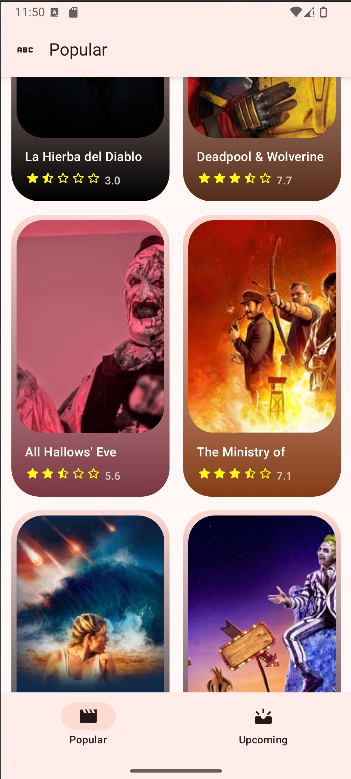 11:50 A
ABC Popular
La Hierba del Diablo
3.0
Deadpool & Wolverine
7.7
All Hallows' Eve
5.6
The Ministry of
7.1
Popular
Upcoming